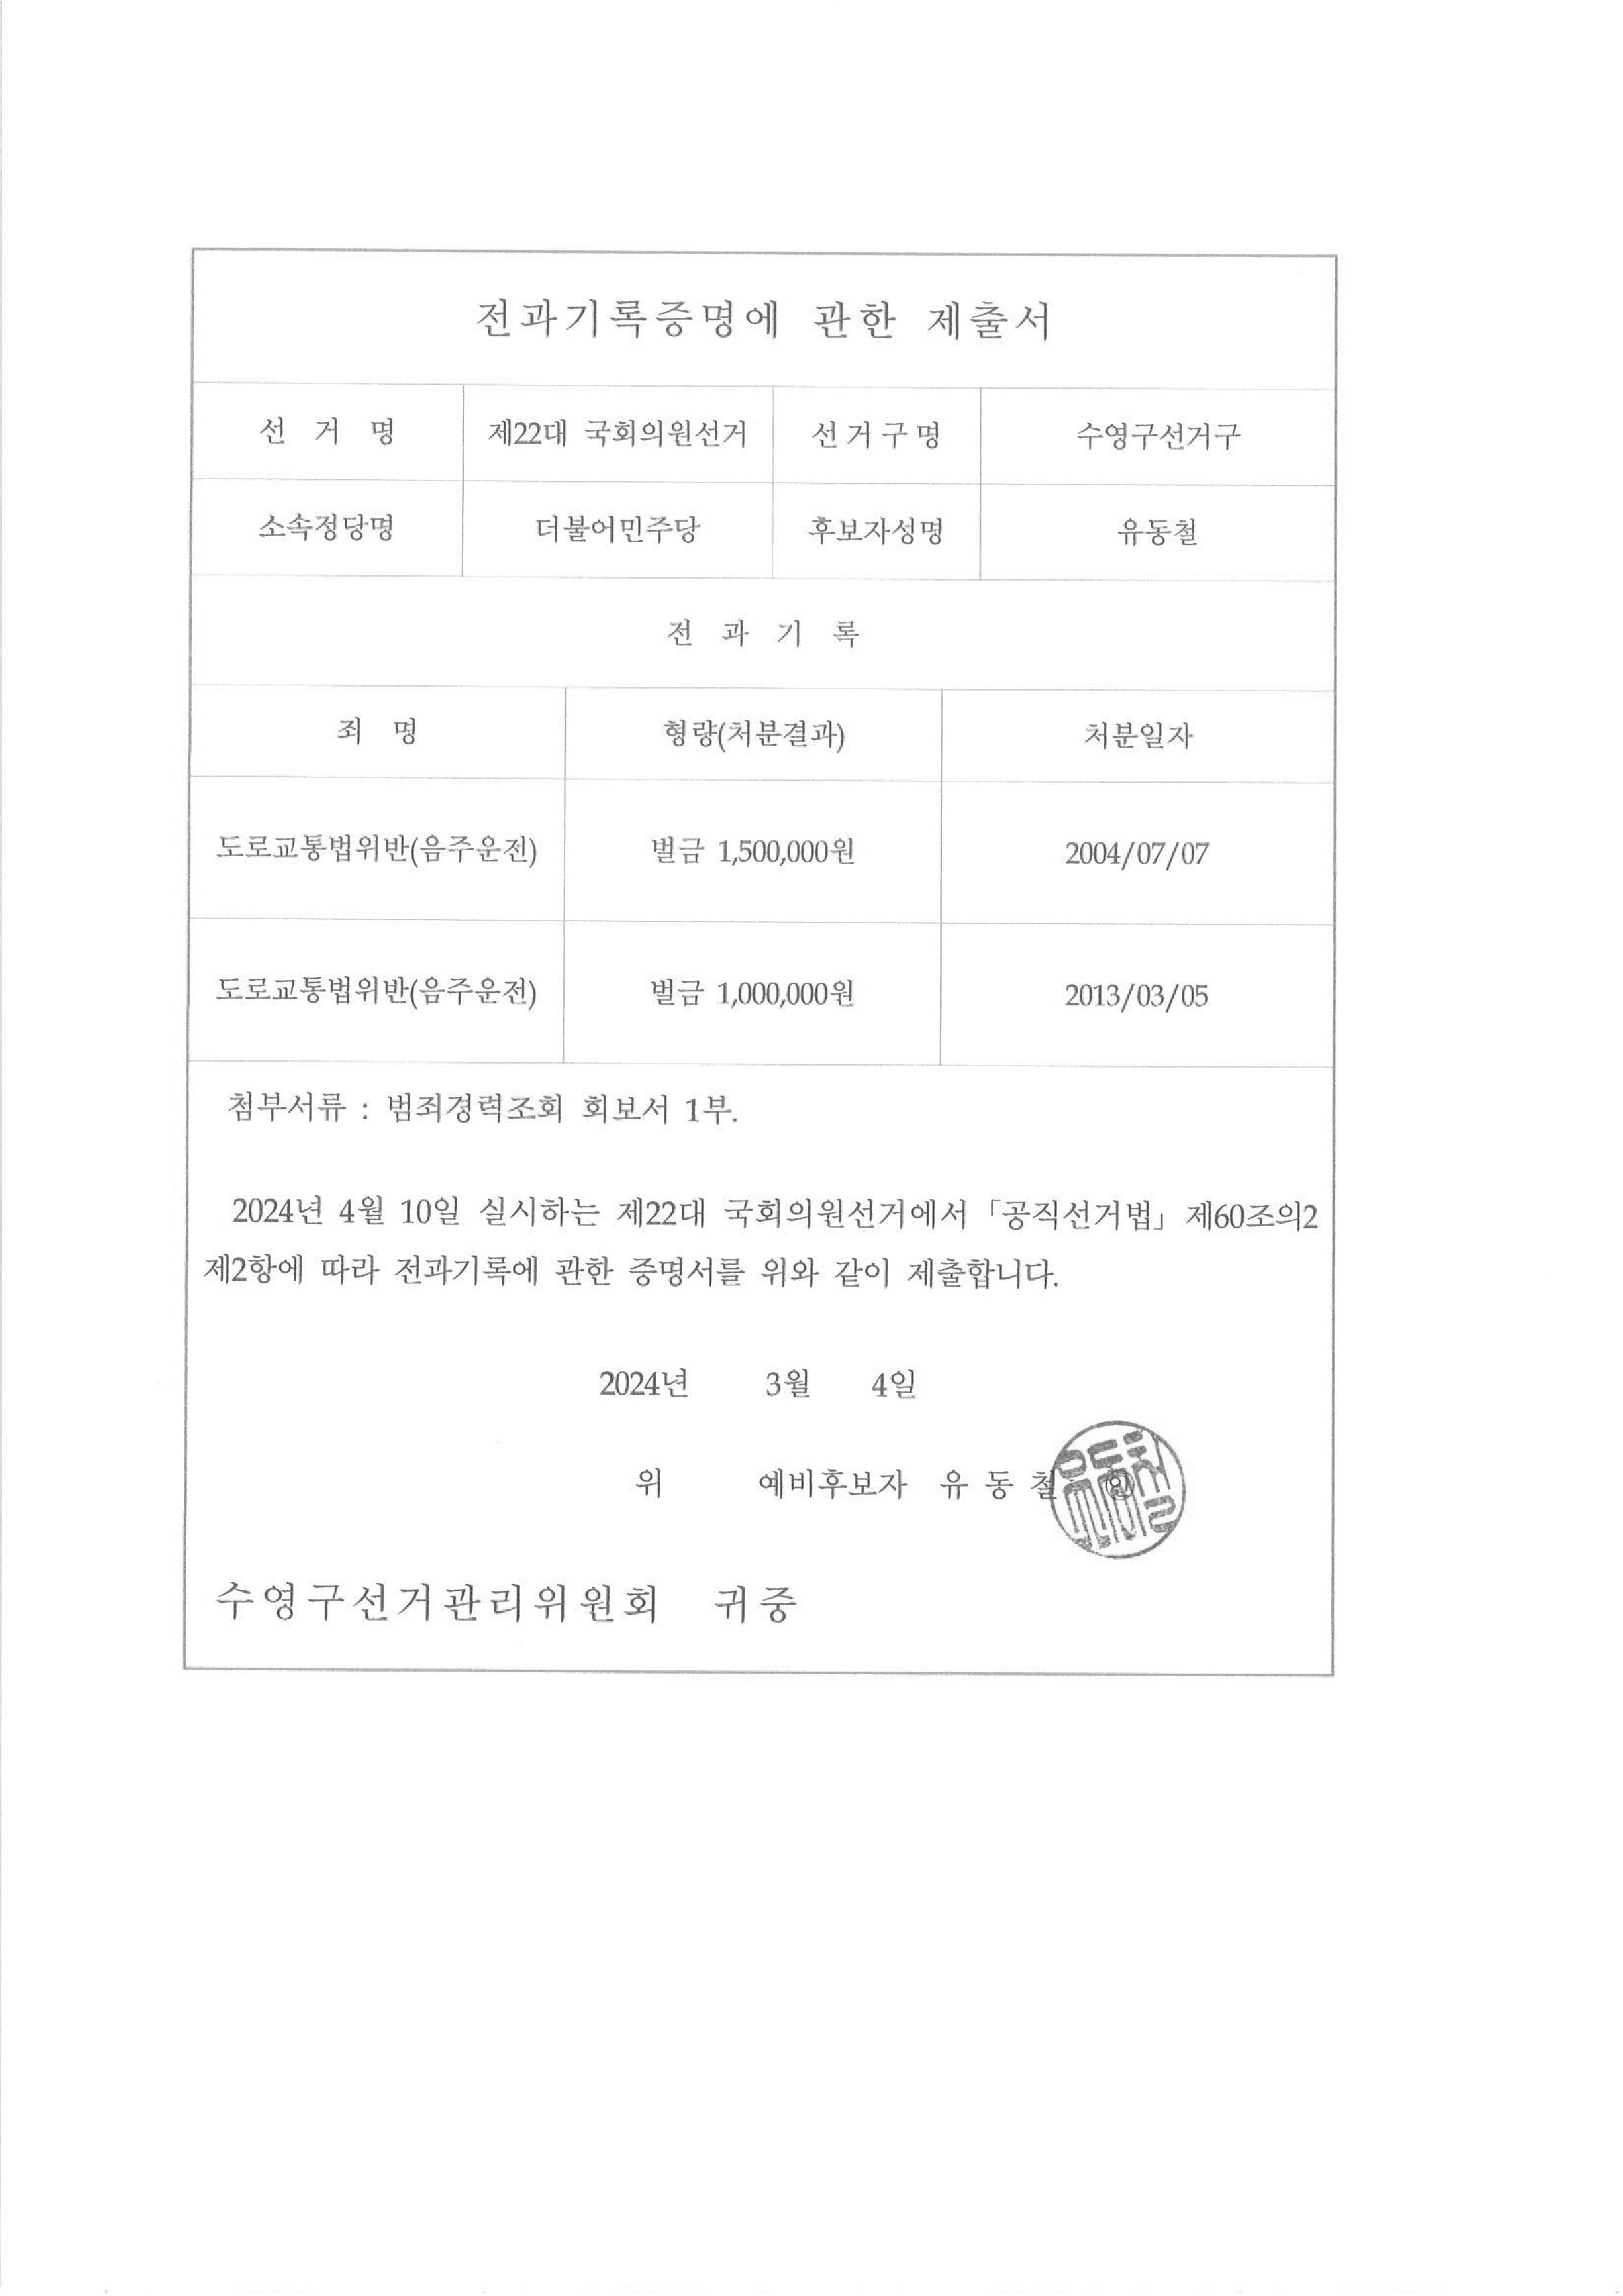 전과기록증명에 관한 제출서
선 거 명 제22대 국회의원선거 선거구명 수영구선거구
소속정당명 더불어민주당 후보자성명 유동철
전 과 기 록
죄 명 형량(처분결과) 처분일자
도로교통법위반(음주운전) 벌금 1,500,000원 2004/07/07
도로교통법위반(음주운전) 벌금 1,000,000원 2013/03/05
첨부서류 : 범죄경력조회 회보서 1부.
2024년 4월 10일 실시하는 제22대 국회의원선거에서 「공직선거법」 제60조의2
제2항에 따라 전과기록에 관한 증명서를 위와 같이 제출합니다.
2024년 3월 4일
위 예비후보자 유 동 철 ㊞
유동철
수영구선거관리위원회 귀중